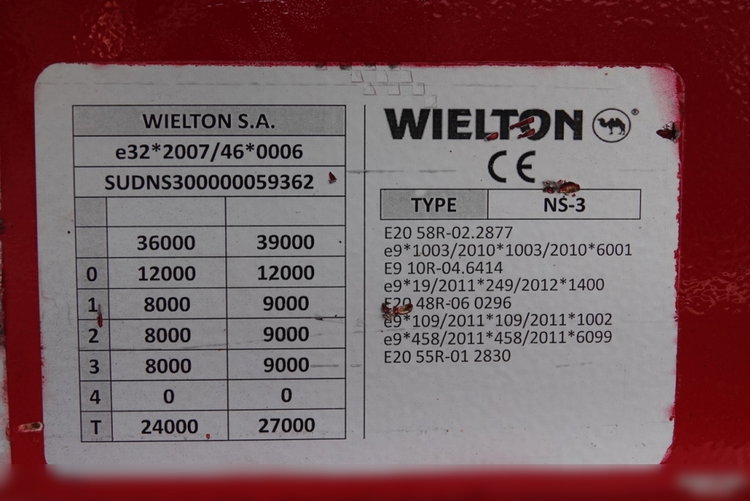 WIELTON S.A.
e32*2007/46*0006
SUDNS300000059362
36000 39000
0 12000 12000
1 8000 9000
2 8000 9000
3 8000 9000
4 0 0
T 24000 27000
WIELTON ®
CE
TYPE NS-3
E20 58R-02.2877
e9*1003/2010*1003/2010*6001
E9 10R-04.6414
e9*19/2011*249/2012*1400
E20 48R-06 0296
e9*109/2011*109/2011*1002
e9*458/2011*458/2011*6099
E20 55R-01 2830